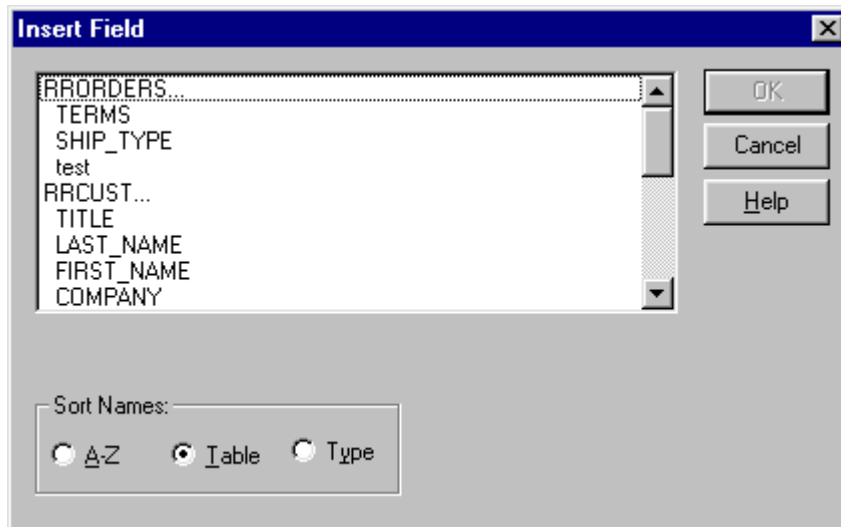 Insert Field
RRORDERS...
TERMS
SHIP_TYPE
test
RRCUST...
TITLE
LAST_NAME
FIRST_NAME
COMPANY
OK
Cancel
Help
Sort Names:
A-Z Table Type